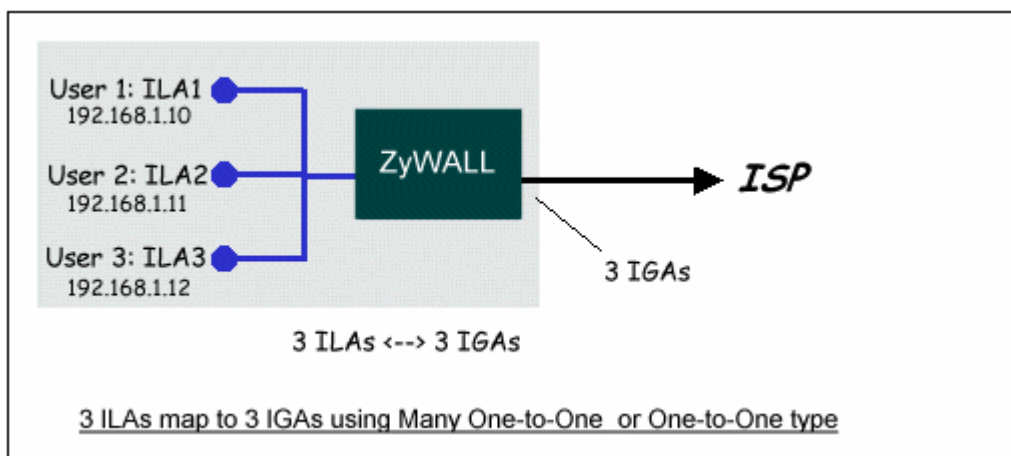 User 1: ILA1
192.168.1.10
User 2: ILA2
192.168.1.11
User 3: ILA3
192.168.1.12
ZyWALL
ISP
3 IGAs
3 ILAs <--> 3 IGAs
3 ILAs map to 3 IGAs using Many One-to-One or One-to-One type